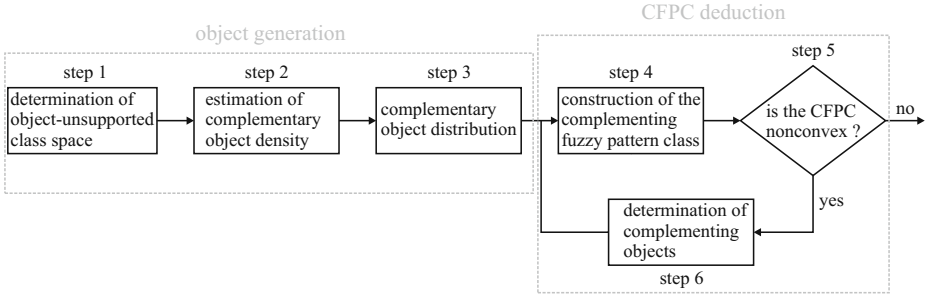 CFPC deduction
object generation
step 1
determination of
object-unsupported
class space
step 2
estimation of
complementary
object density
step 3
complementary
object distribution
step 4
construction of the
complementing
fuzzy pattern class
step 5
is the CFPC
nonconvex ?
no
yes
determination of
complementing
objects
step 6